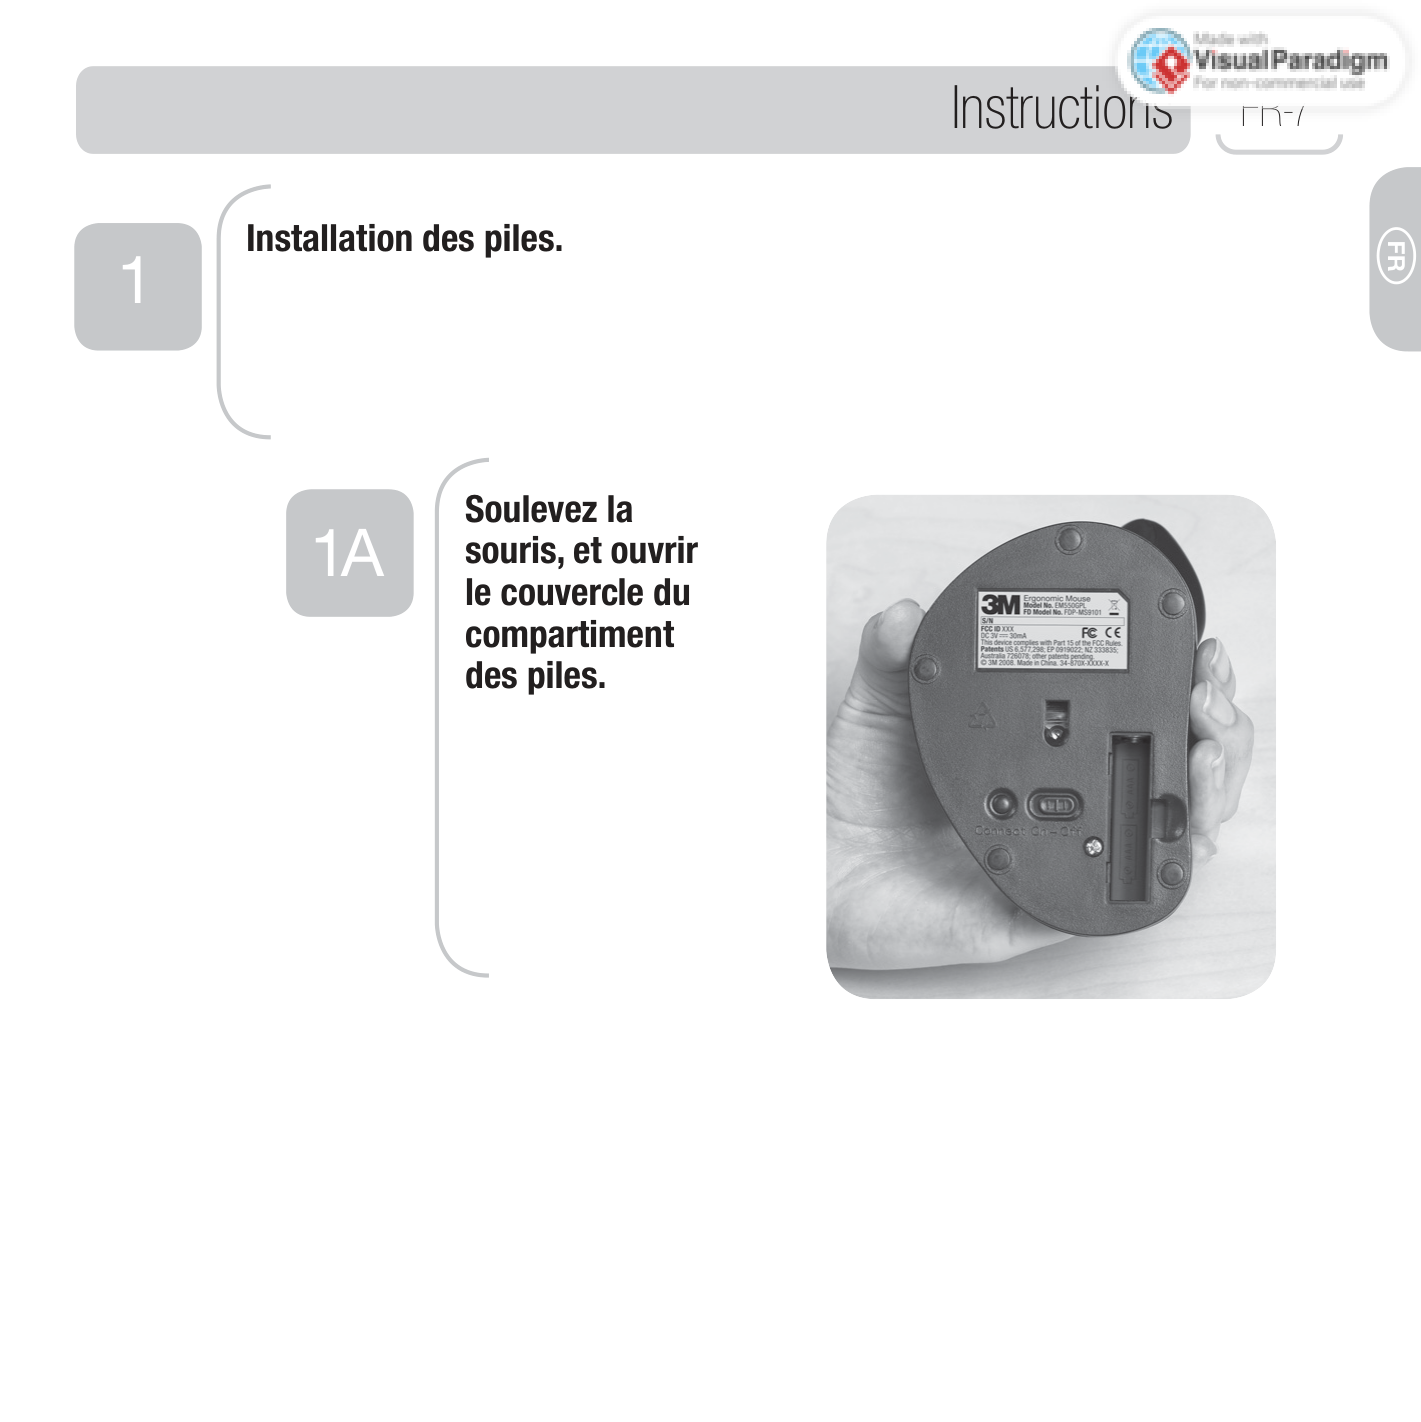 Made with
VisualParadigm
For non-commercial use
Instructions
FR-7
FR
1
Installation des piles.
1A
Soulevez la
souris, et ouvrir
le couvercle du
compartiment
des piles.
3M Ergonomic Mouse
Model No. EM550GPL
FD Model No. FDP-MS9101
S/N
FCC ID XXX
DC 3V 30mA
FC CE
This device complies with Part 15 of the FCC Rules.
Patents US 6,577,298; EP 0919022; NZ 333835;
Australia 726078; other patents pending.
© 3M 2008. Made in China. 34-870X-XXXX-X
Connect On–Off